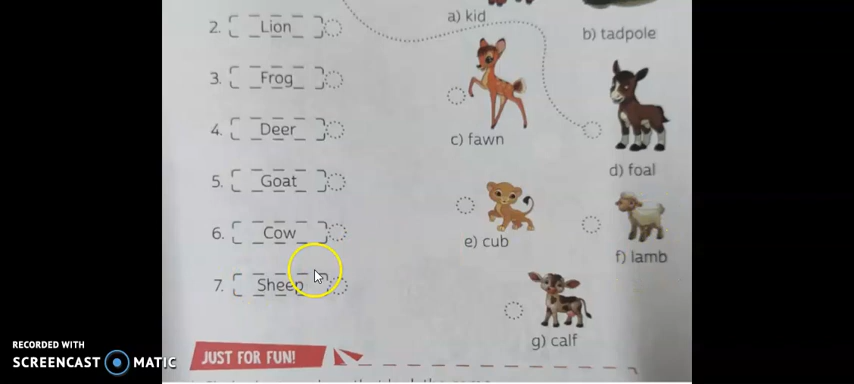 2. Lion
3. Frog
4. Deer
5. Goat
6. Cow
7. Sheep
a) kid
b) tadpole
c) fawn
d) foal
e) cub
f) lamb
g) calf
JUST FOR FUN!
RECORDED WITH
SCREENCAST MATIC